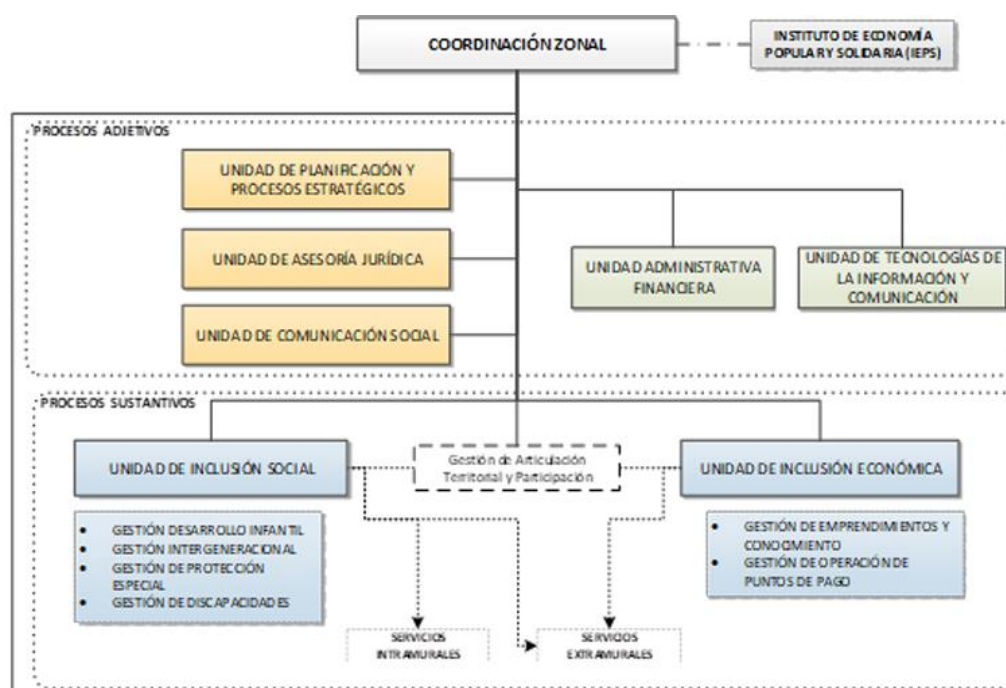 COORDINACIÓN ZONAL
INSTITUTO DE ECONOMÍA
POPULAR Y SOLIDARIA (IEPS)
PROCESOS ADJETIVOS
UNIDAD DE PLANIFICACIÓN Y
PROCESOS ESTRATÉGICOS
UNIDAD DE ASESORÍA JURÍDICA
UNIDAD DE COMUNICACIÓN SOCIAL
UNIDAD ADMINISTRATIVA
FINANCIERA
UNIDAD DE TECNOLOGÍAS DE
LA INFORMACIÓN Y
COMUNICACIÓN
PROCESOS SUSTANTIVOS
UNIDAD DE INCLUSIÓN SOCIAL
Gestión de Articulación
Territorial y Participación
UNIDAD DE INCLUSIÓN ECONÓMICA
• GESTIÓN DESARROLLO INFANTIL
• GESTIÓN INTERGENERACIONAL
• GESTIÓN DE PROTECCIÓN
ESPECIAL
• GESTIÓN DE DISCAPACIDADES
• GESTIÓN DE EMPRENDIMIENTOS Y
CONOCIMIENTO
• GESTIÓN DE OPERACIÓN DE
PUNTOS DE PAGO
SERVICIOS
INTRAMURALES
SERVICIOS
EXTRAMURALES